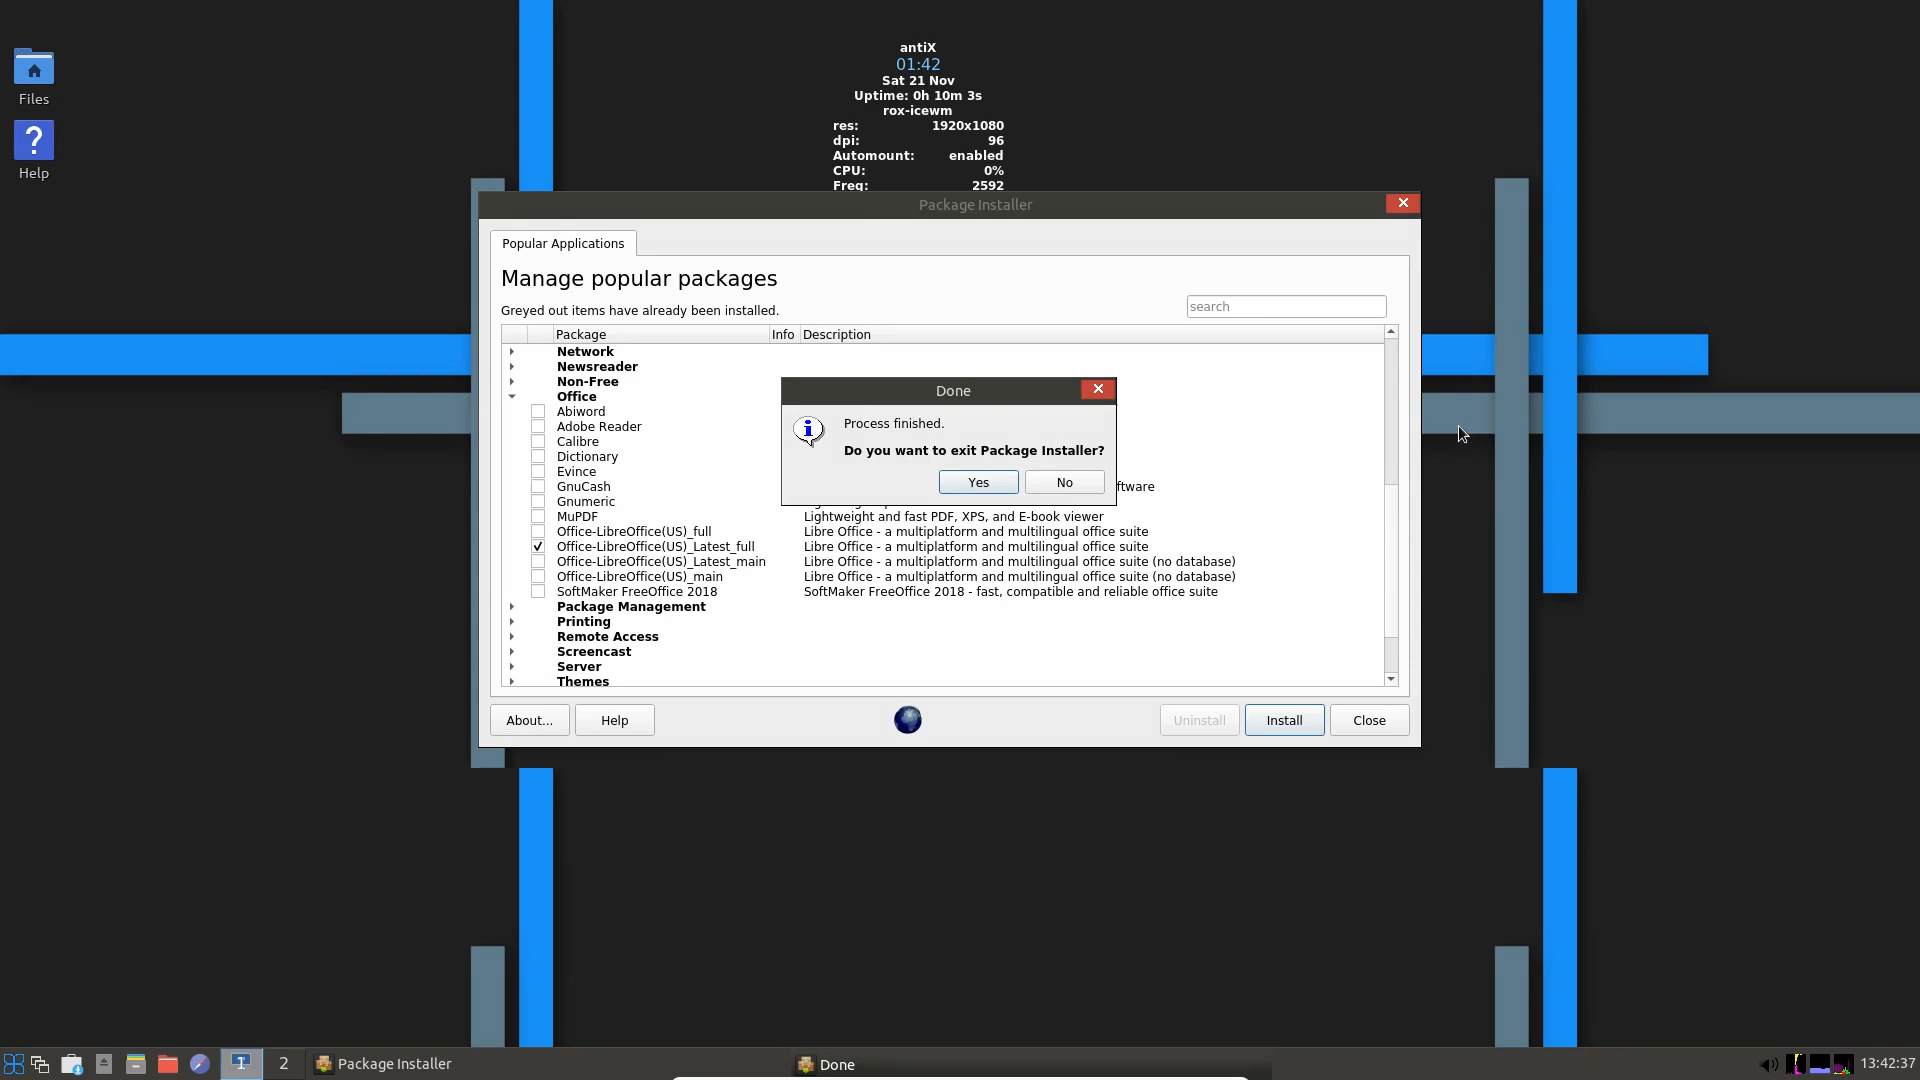 Files
Help
antiX
01:42
Sat 21 Nov
Uptime: 0h 10m 3s
rox-icewm
res: 1920x1080
dpi: 96
Automount: enabled
CPU: 0%
Freq: 2592
Package Installer
Popular Applications
Manage popular packages
Greyed out items have already been installed.
search
Package Info Description
Network
Newsreader
Non-Free
Office
Abiword
Adobe Reader
Calibre
Dictionary
Evince
GnuCash ftware
Gnumeric
MuPDF Lightweight and fast PDF, XPS, and E-book viewer
Office-LibreOffice(US)_full Libre Office - a multiplatform and multilingual office suite
Office-LibreOffice(US)_Latest_full Libre Office - a multiplatform and multilingual office suite
Office-LibreOffice(US)_Latest_main Libre Office - a multiplatform and multilingual office suite (no database)
Office-LibreOffice(US)_main Libre Office - a multiplatform and multilingual office suite (no database)
SoftMaker FreeOffice 2018 SoftMaker FreeOffice 2018 - fast, compatible and reliable office suite
Package Management
Printing
Remote Access
Screencast
Server
Themes
Done
Process finished.
Do you want to exit Package Installer?
Yes No
About... Help Uninstall Install Close
1 2 Package Installer Done 13:42:37